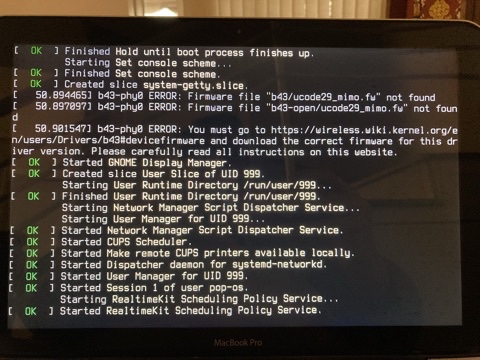 [  OK  ] Finished Hold until boot process finishes up.
         Starting Set console scheme...
[  OK  ] Finished Set console scheme.
[  OK  ] Created slice system-getty.slice.
[   50.894465] b43-phy0 ERROR: Firmware file "b43/ucode29_mimo.fw" not found
[   50.897097] b43-phy0 ERROR: Firmware file "b43-open/ucode29_mimo.fw" not foun
d
[   50.901547] b43-phy0 ERROR: You must go to https://wireless.wiki.kernel.org/e
n/users/Drivers/b43#devicefirmware and download the correct firmware for this dr
iver version. Please carefully read all instructions on this website.
[  OK  ] Started GNOME Display Manager.
[  OK  ] Created slice User Slice of UID 999.
         Starting User Runtime Directory /run/user/999...
[  OK  ] Finished User Runtime Directory /run/user/999.
         Starting Network Manager Script Dispatcher Service...
         Starting User Manager for UID 999...
[  OK  ] Started Network Manager Script Dispatcher Service.
[  OK  ] Started CUPS Scheduler.
[  OK  ] Started Make remote CUPS printers available locally.
[  OK  ] Started Dispatcher daemon for systemd-networkd.
[  OK  ] Started User Manager for UID 999.
[  OK  ] Started Session 1 of user pop-os.
         Starting RealtimeKit Scheduling Policy Service...
[  OK  ] Started RealtimeKit Scheduling Policy Service.
MacBook Pro